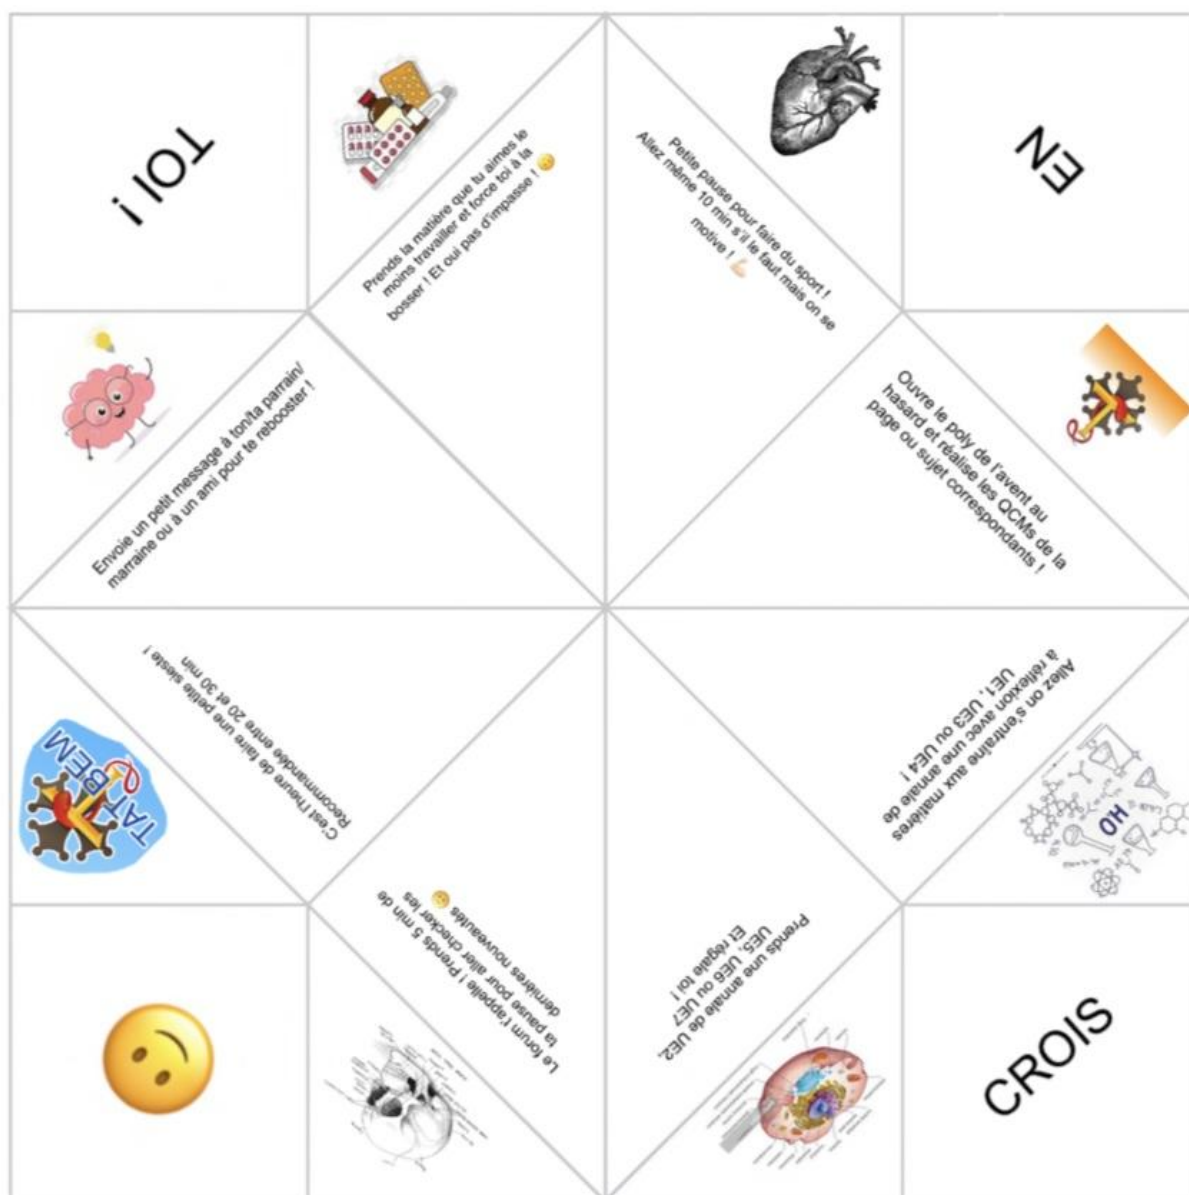 TOI !
Prends la matière que tu aimes le
moins travailler et force toi à la
bosser ! Et oui pas d'impasse !
Petite pause pour faire du sport !
Allez même 10 min s'il le faut mais on se
motive !
EN
Envoie un petit message à ton/ta parrain/
marraine ou à un ami pour te rebooster !
Ouvre le poly de l'avent au
hasard et réalise les QCMs de la
page ou sujet correspondants !
C'est l'heure de faire une petite sieste !
Recommandée entre 20 et 30 min
TAT BEM
Allez on s'entraîne aux matières
à réflexion avec une annale de
UE1, UE3 ou UE4 !
HO
Le forum t'appelle ! Prends 5 min de
ta pause pour aller checker les
dernières nouveautés
Prends une annale de UE2,
UE5, UE6 ou UE7
Et régale toi !
CROIS